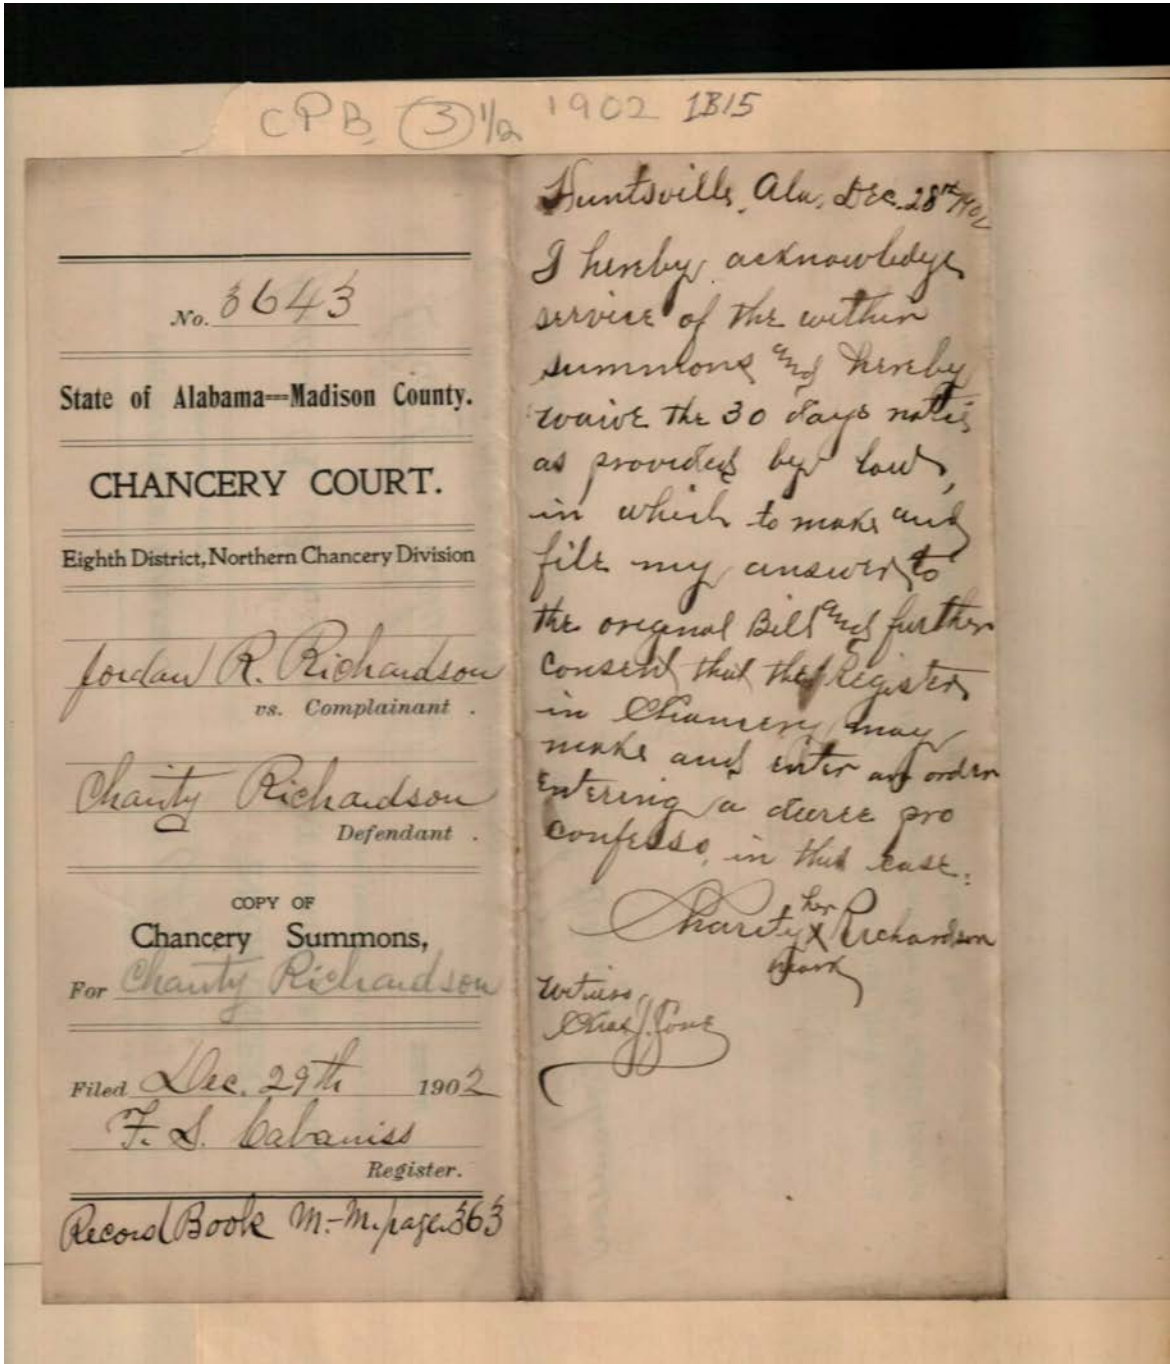 CPB (3) 1/2 1902 1B15
No. 3643
State of Alabama--Madison County.
CHANCERY COURT.
Eighth District, Northern Chancery Division
Jordan R. Richardson
vs. Complainant .
Charity Richardson
Defendant .
COPY OF
Chancery Summons,
For Charity Richardson
Filed Dec. 29th 1902
F. S. Cabaniss
Register.
Record Book M.-M. page 363
Huntsville, Ala, Dec. 28th 1902
I hereby acknowledge
service of the within
summons and hereby
waive the 30 days notice
as provided by law,
in which to make and
file my answer to
the original Bill and further
consent that the Register
in Chancery may
make and enter an order
entering a decree pro
confesso, in this case.
Charity her x mark Richardson
Witness,
Chas J.